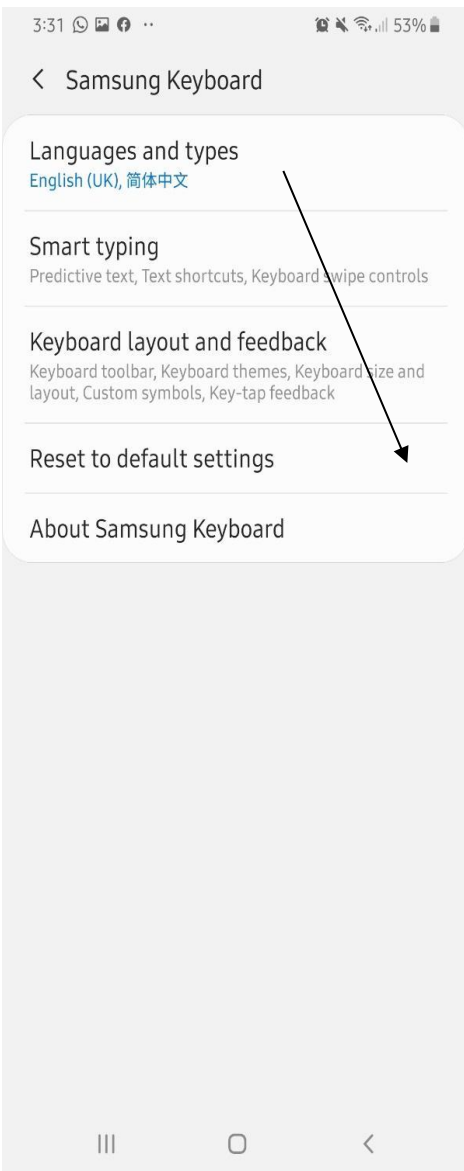 3:31 53%
Samsung Keyboard
Languages and types
English (UK), 简体中文
Smart typing
Predictive text, Text shortcuts, Keyboard swipe controls
Keyboard layout and feedback
Keyboard toolbar, Keyboard themes, Keyboard size and
layout, Custom symbols, Key-tap feedback
Reset to default settings
About Samsung Keyboard